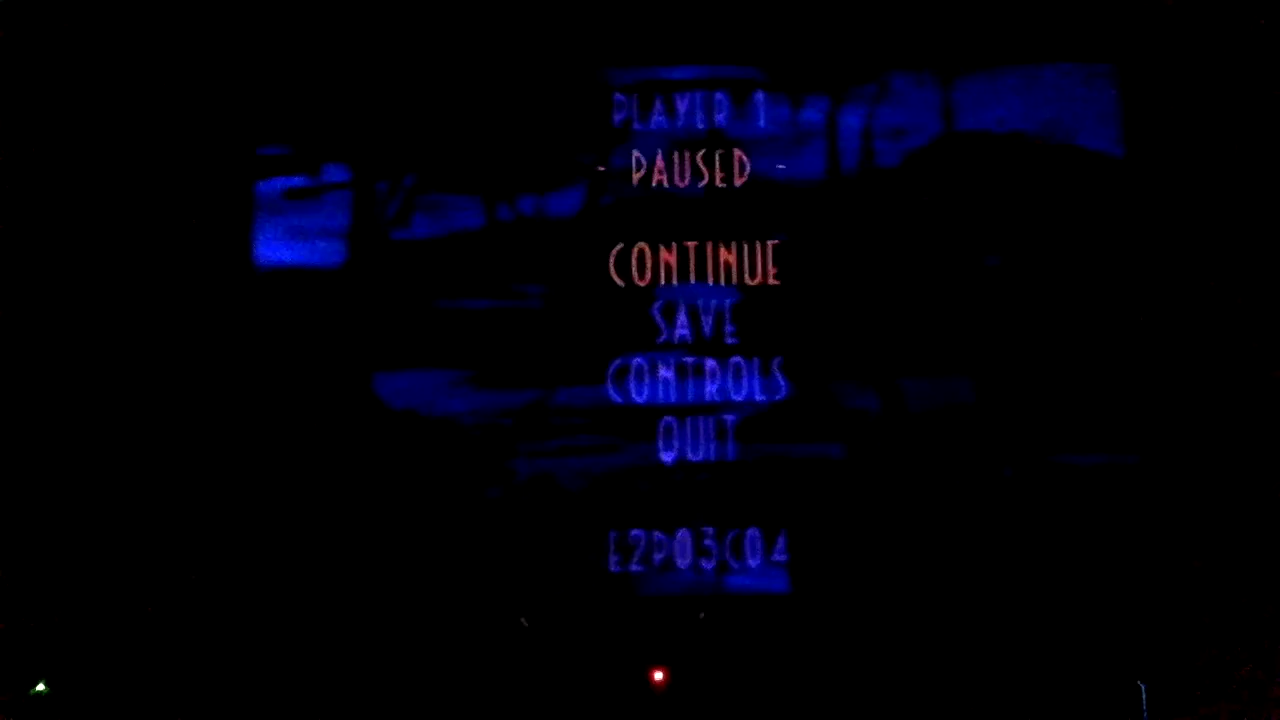 PLAYER 1
- PAUSED -
CONTINUE
SAVE
CONTROLS
QUIT
E2P03C04